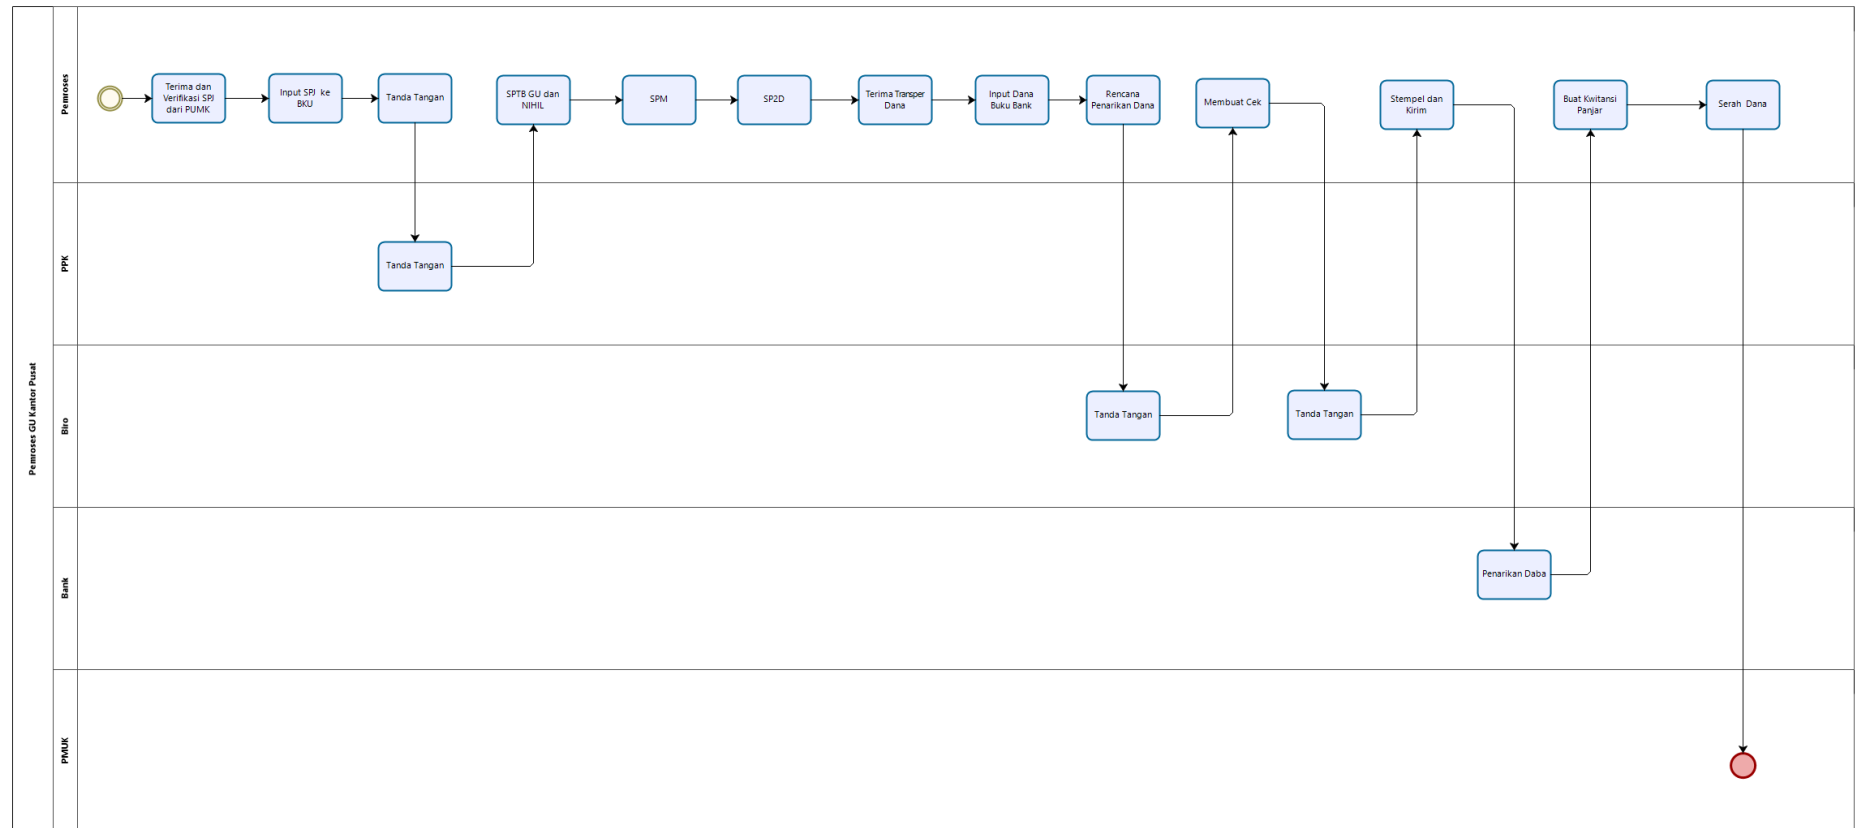 Pemroses GU Kantor Pusat
Pemroses
Terima dan
Verifikasi SPJ
dari PUMK
Input SPJ ke
BKU
Tanda Tangan
SPTB GU dan
NIHIL
SPM
SP2D
Terima Transper
Dana
Input Dana
Buku Bank
Rencana
Penarikan Dana
Membuat Cek
Stempel dan
Kirim
Buat Kwitansi
Panjar
Serah Dana
PPK
Tanda Tangan
Biro
Tanda Tangan
Tanda Tangan
Bank
Penarikan Daba
PMUK